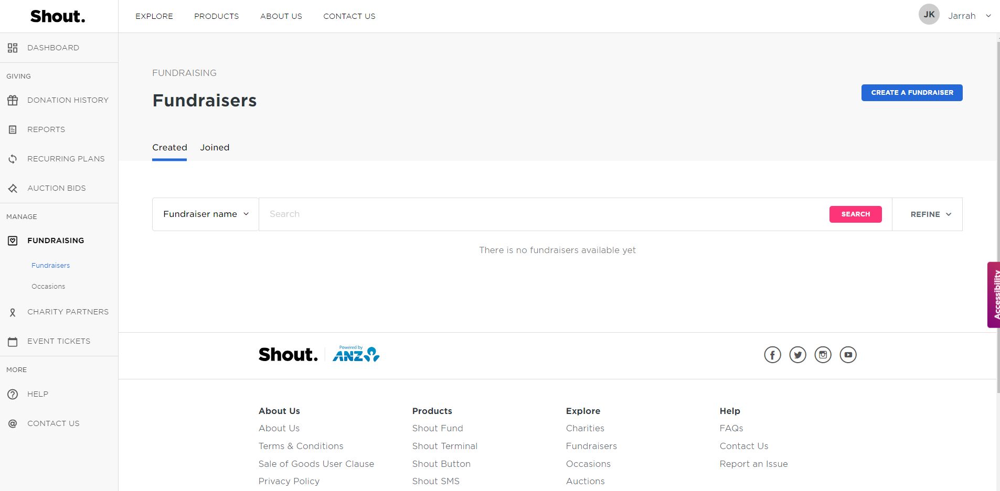 Shout.
EXPLORE PRODUCTS ABOUT US CONTACT US
JK Jarrah
DASHBOARD
GIVING
DONATION HISTORY
REPORTS
RECURRING PLANS
AUCTION BIDS
MANAGE
FUNDRAISING
Fundraisers
Occasions
CHARITY PARTNERS
EVENT TICKETS
MORE
HELP
@ CONTACT US
FUNDRAISING
Fundraisers
CREATE A FUNDRAISER
Created Joined
Fundraiser name Search SEARCH REFINE
There is no fundraisers available yet
Accessibility
Shout. Powered by
ANZ
About Us
About Us
Terms & Conditions
Sale of Goods User Clause
Privacy Policy
Products
Shout Fund
Shout Terminal
Shout Button
Shout SMS
Explore
Charities
Fundraisers
Occasions
Auctions
Help
FAQs
Contact Us
Report an Issue